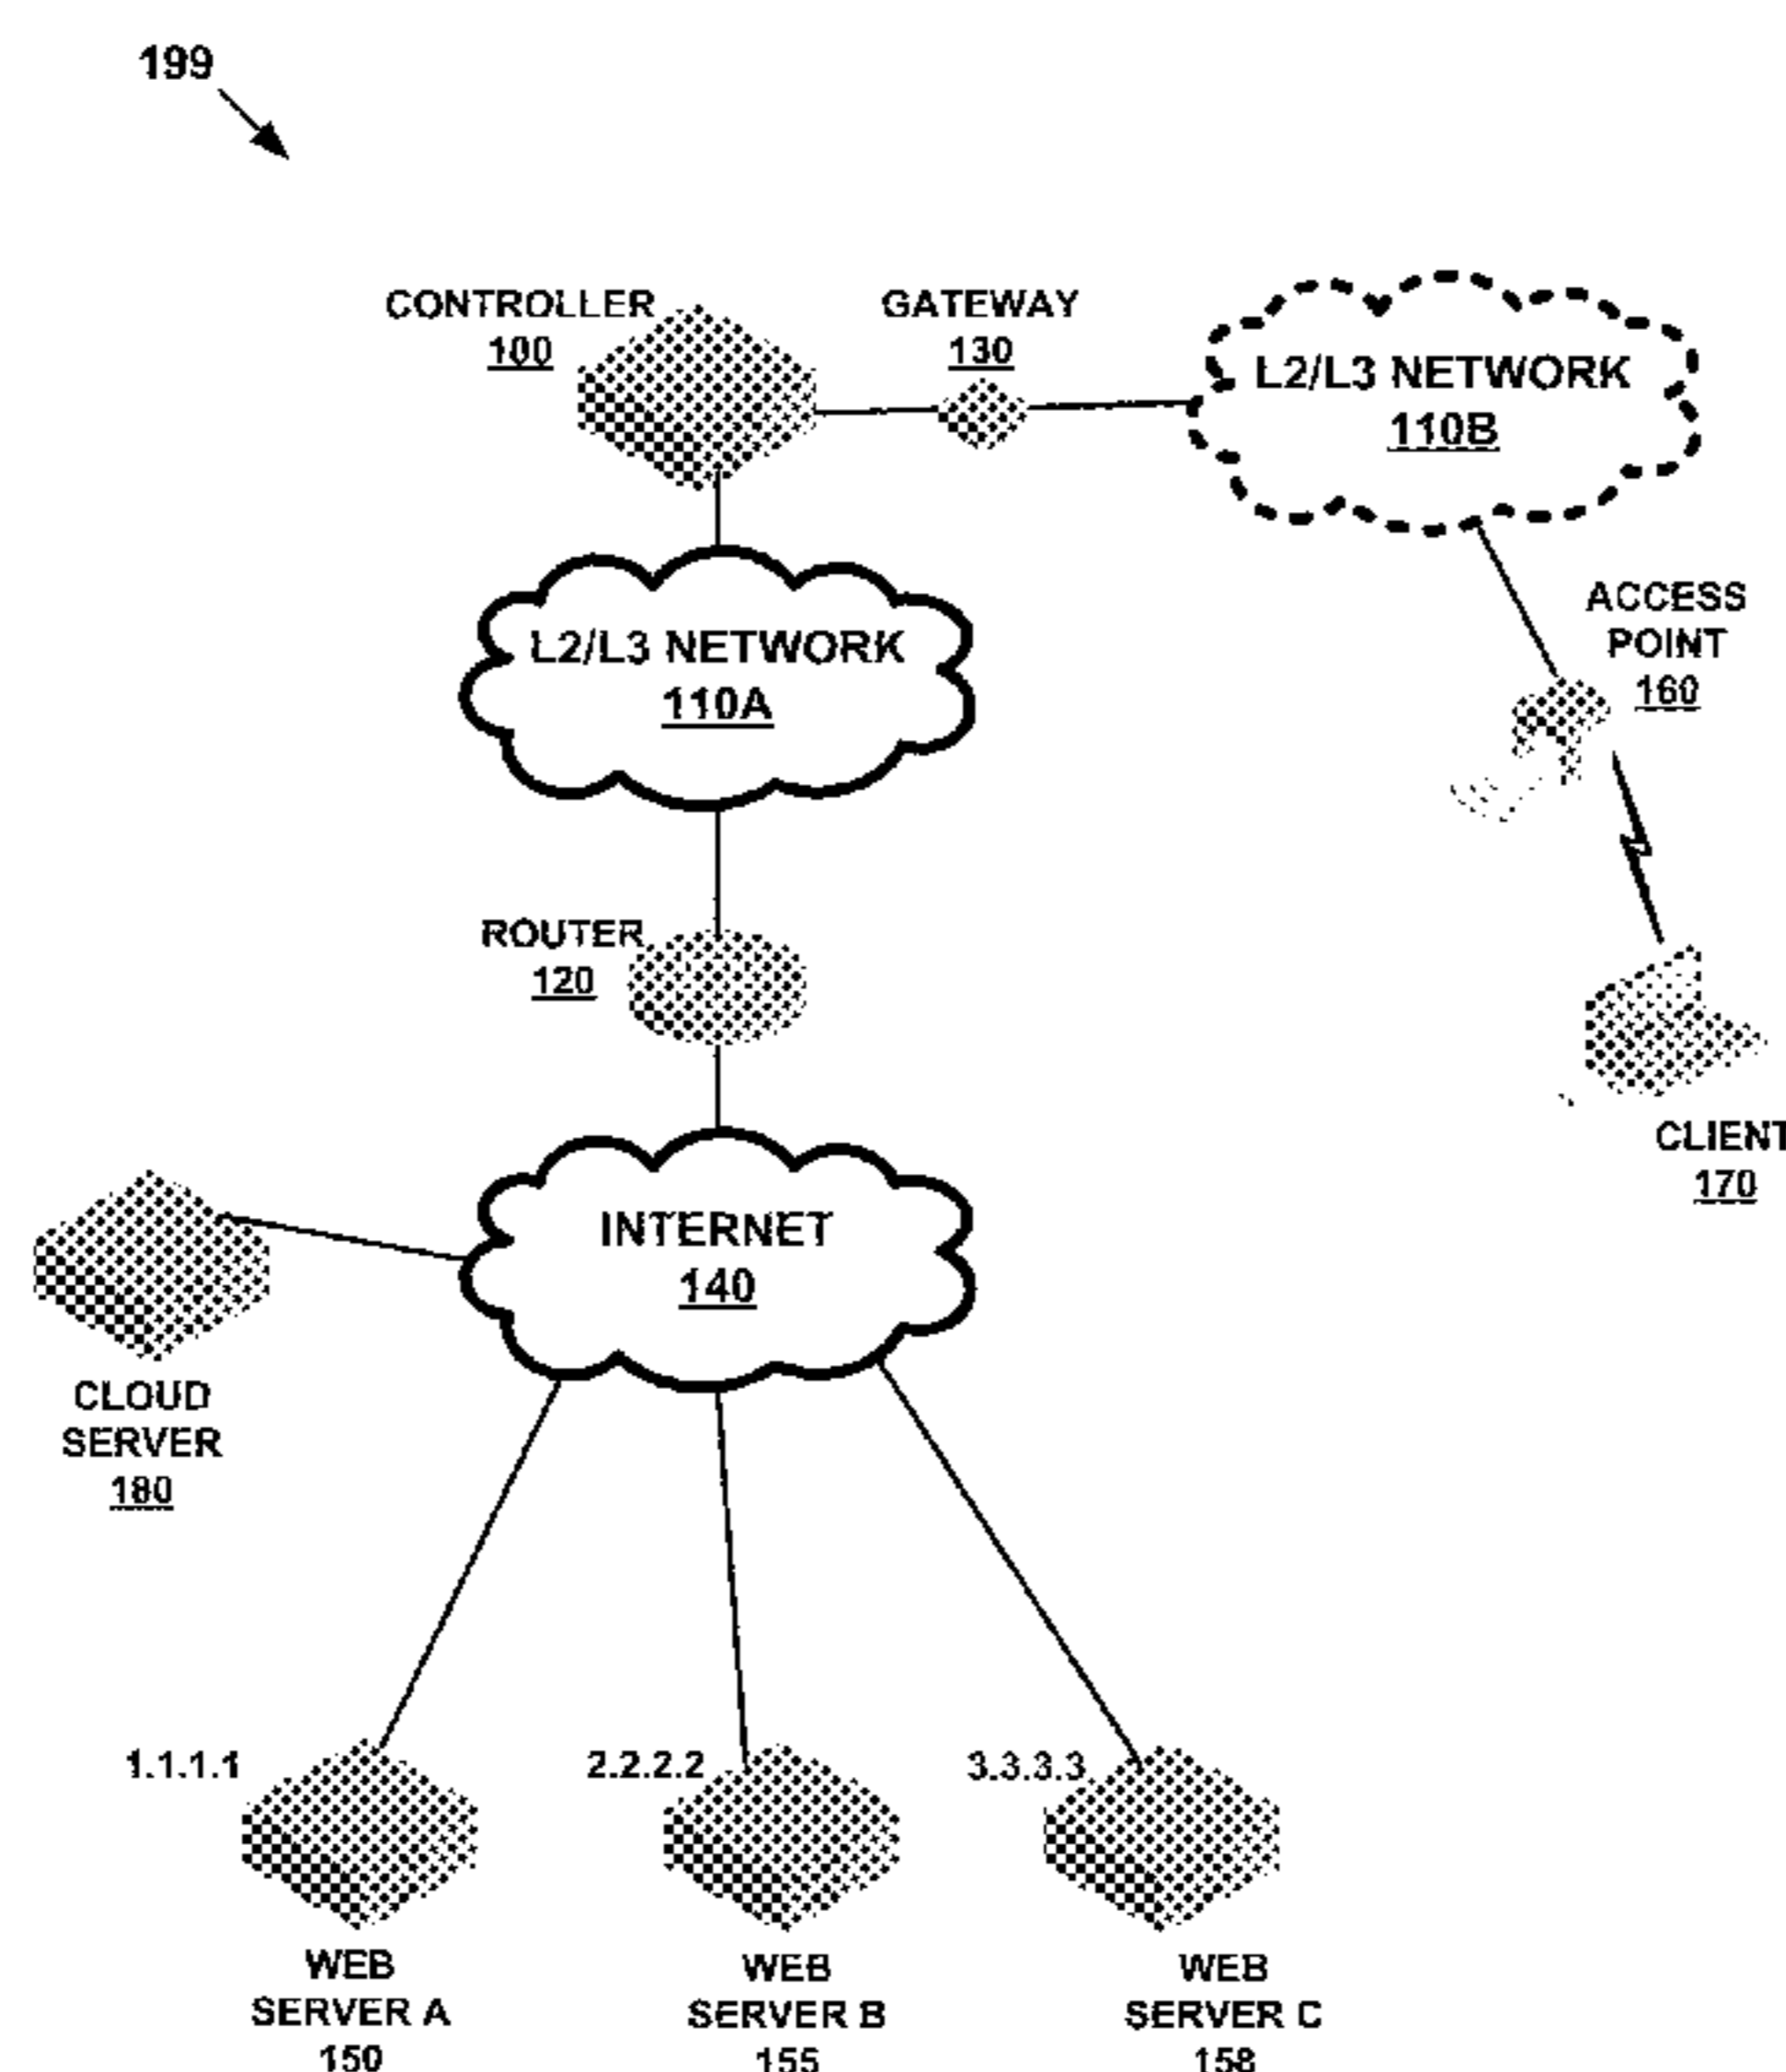 199
CONTROLLER
100
GATEWAY
130
L2/L3 NETWORK
110B
L2/L3 NETWORK
110A
ACCESS
POINT
160
ROUTER
120
CLIENT
170
INTERNET
140
CLOUD
SERVER
180
1.1.1.1
2.2.2.2
3.3.3.3
WEB
SERVER A
150
WEB
SERVER B
155
WEB
SERVER C
158